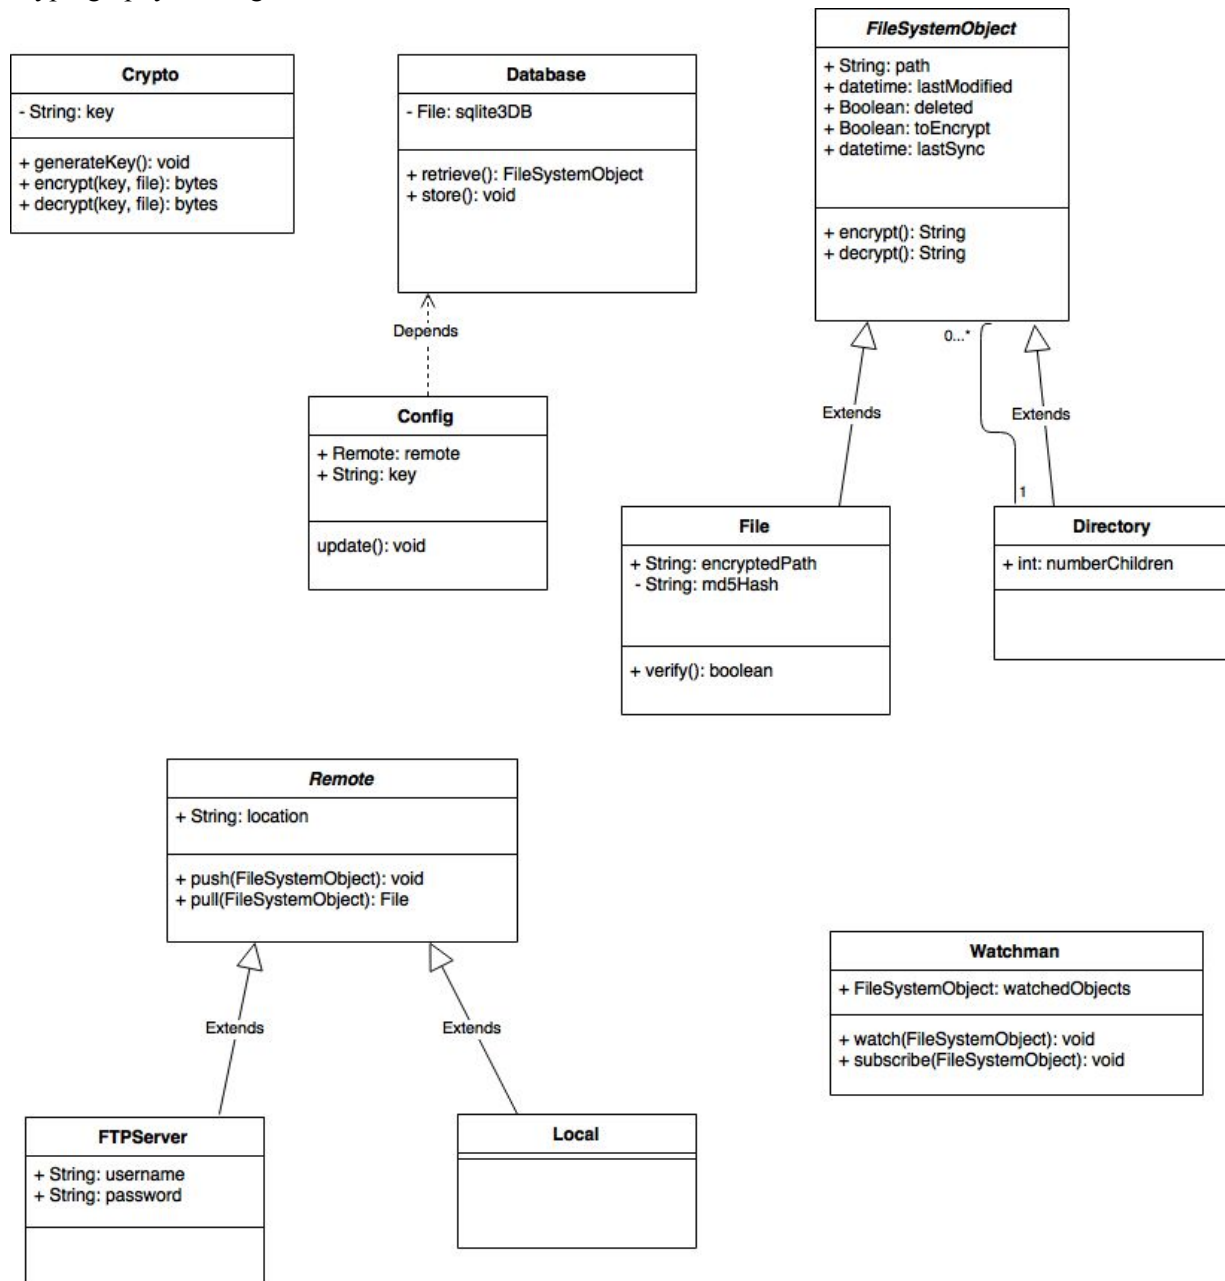 FileSystemObject
+ String: path
+ datetime: lastModified
+ Boolean: deleted
+ Boolean: toEncrypt
+ datetime: lastSync
+ encrypt(): String
+ decrypt(): String
Crypto
- String: key
+ generateKey(): void
+ encrypt(key, file): bytes
+ decrypt(key, file): bytes
Database
- File: sqlite3DB
+ retrieve(): FileSystemObject
+ store(): void
Depends
0...*
Extends
Extends
1
Config
+ Remote: remote
+ String: key
update(): void
File
+ String: encryptedPath
- String: md5Hash
+ verify(): boolean
Directory
+ int: numberChildren
Remote
+ String: location
+ push(FileSystemObject): void
+ pull(FileSystemObject): File
Extends
Extends
Watchman
+ FileSystemObject: watchedObjects
+ watch(FileSystemObject): void
+ subscribe(FileSystemObject): void
FTPServer
+ String: username
+ String: password
Local